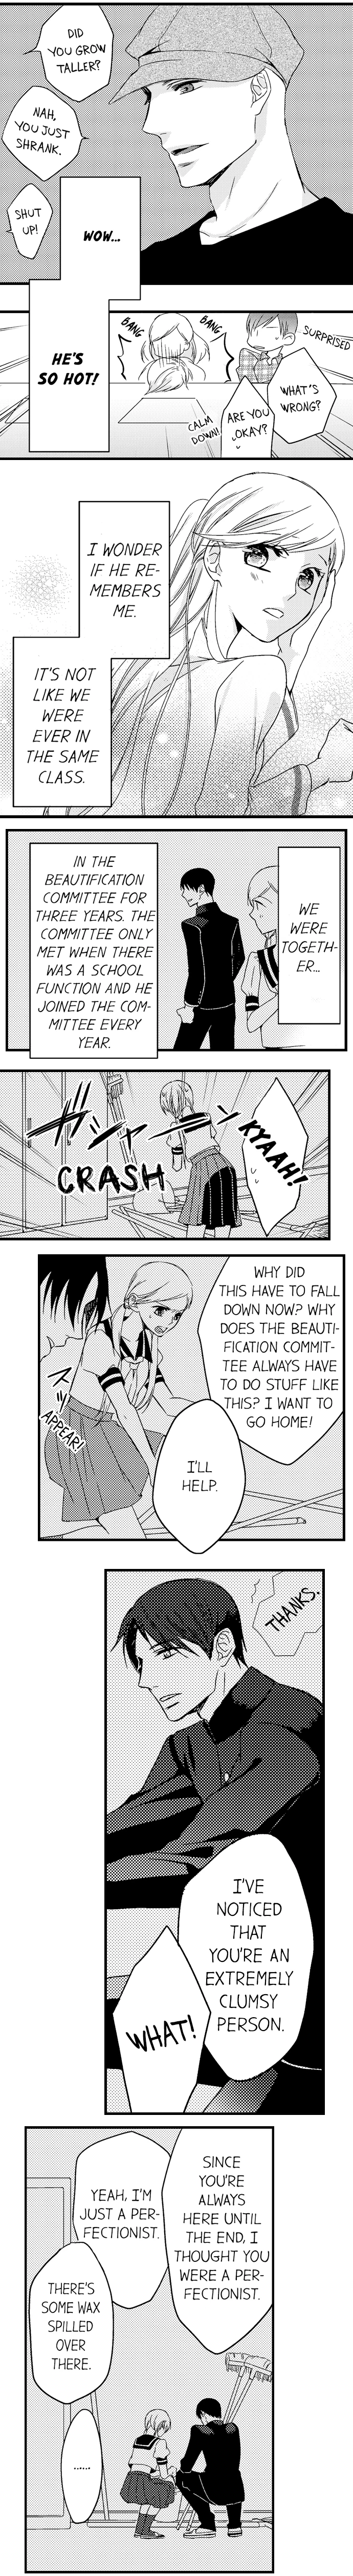 DID
YOU GROW
TALLER?
NAH,
YOU JUST
SHRANK.
SHUT
UP!
WOW...
HE'S
SO HOT!
BANG
BANG
SURPRISED
WHAT'S
WRONG?
ARE YOU
OKAY?
CALM
DOWN!
I WONDER
IF HE RE-
MEMBERS
ME.
IT'S NOT
LIKE WE
WERE
EVER IN
THE SAME
CLASS.
WE
WERE
TOGETH-
ER...
IN THE
BEAUTIFICATION
COMMITTEE FOR
THREE YEARS. THE
COMMITTEE ONLY
MET WHEN THERE
WAS A SCHOOL
FUNCTION AND HE
JOINED THE COM-
MITTEE EVERY
YEAR.
ガシャーン
KYAAH!
CRASH
WHY DID
THIS HAVE TO FALL
DOWN NOW? WHY
DOES THE BEAUTI-
FICATION COMMIT-
TEE ALWAYS HAVE
TO DO STUFF LIKE
THIS? I WANT TO
GO HOME!
スッ
APPEAR!
I'LL
HELP.
THANKS.
I'VE
NOTICED
THAT
YOU'RE AN
EXTREMELY
CLUMSY
PERSON.
WHAT!
SINCE
YOU'RE
ALWAYS
HERE UNTIL
THE END, I
THOUGHT YOU
WERE A PER-
FECTIONIST.
YEAH, I'M
JUST A PER-
FECTIONIST.
THERE'S
SOME WAX
SPILLED
OVER
THERE.
......